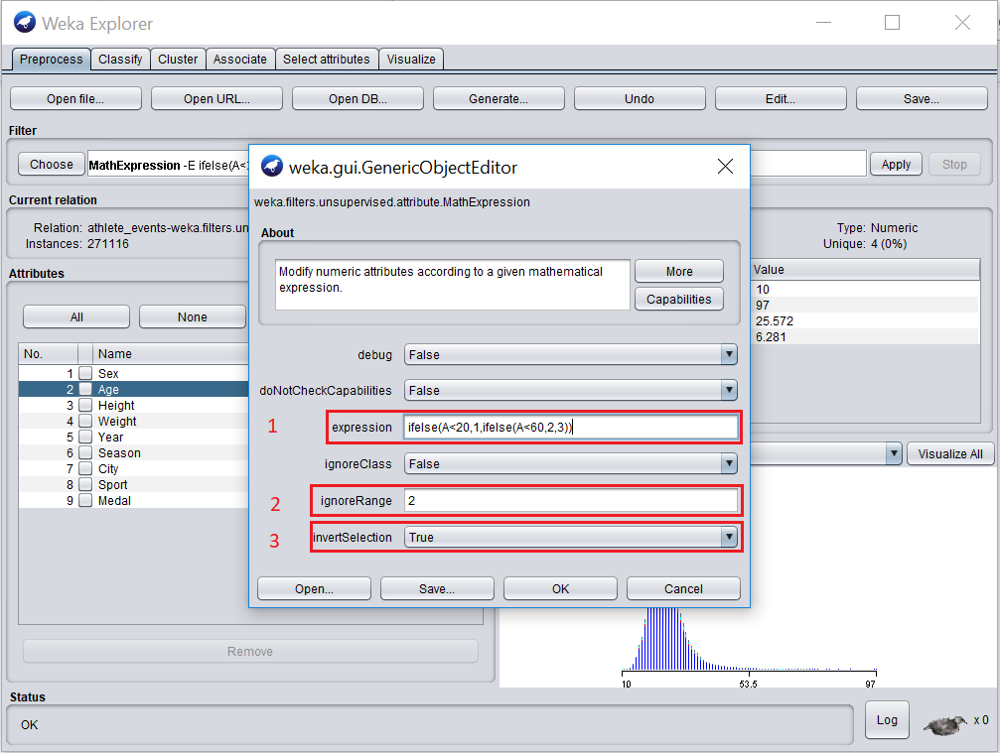 Weka Explorer
Preprocess Classify Cluster Associate Select attributes Visualize
Open file... Open URL... Open DB... Generate... Undo Edit... Save...
Filter
Choose MathExpression -E ifelse(A< Apply Stop
weka.gui.GenericObjectEditor
weka.filters.unsupervised.attribute.MathExpression
About
Modify numeric attributes according to a given mathematical
expression.
More
Capabilities
debug False
doNotCheckCapabilities False
1 expression ifelse(A<20,1,ifelse(A<60,2,3))
ignoreClass False
2 ignoreRange 2
3 invertSelection True
Open... Save... OK Cancel
Current relation
Relation: athlete_events-weka.filters.un
Instances: 271116
Attributes
All None
No. Name
1 Sex
2 Age
3 Height
4 Weight
5 Year
6 Season
7 City
8 Sport
9 Medal
Remove
Type: Numeric
Unique: 4 (0%)
Value
10
97
25.572
6.281
Visualize All
10 53.5 97
Status
OK
Log x 0